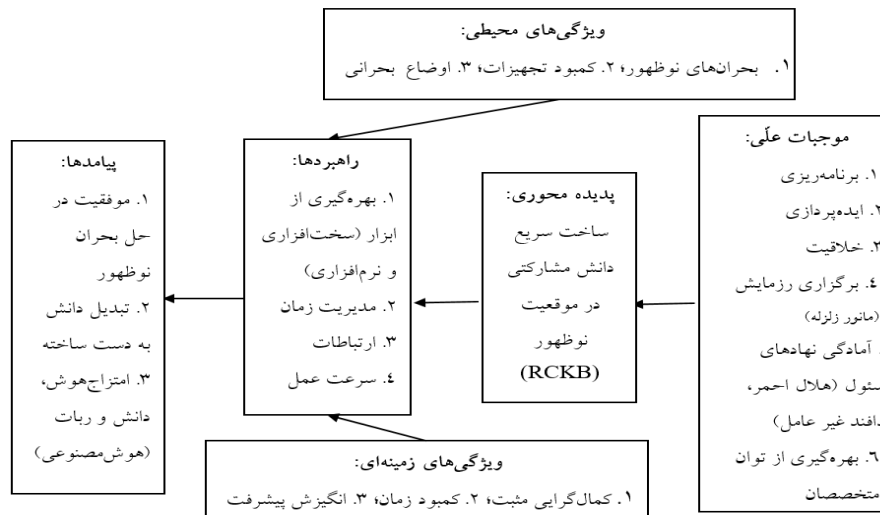 ویژگی‌های محیطی:
۱. بحران‌های نوظهور؛ ۲. کمبود تجهیزات؛ ۳. اوضاع بحرانی
موجبات علّی:
۱. برنامه‌ریزی
۲. ایده‌پردازی
۳. خلاقیت
٤. برگزاری رزمایش
(مانور زلزله)
آمادگی نهادهای
(هلال احمر،
غیر عامل)
٦. بهره‌گیری از توان
متخصصان
پدیده محوری:
ساخت سریع
دانش مشارکتی
در موقعیت
نوظهور
(RCKB)
راهبردها:
۱. بهره‌گیری از
ابزار (سخت‌افزاری
و نرم‌افزاری)
۲. مدیریت زمان
۳. ارتباطات
٤. سرعت عمل
پیامدها:
۱. موفقیت در
حل بحران
نوظهور
۲. تبدیل دانش
به دست ساخته
۳. امتزاج‌هوش،
دانش و ربات
(هوش‌مصنوعی)
ویژگی‌های زمینه‌ای:
۱. کمال‌گرایی مثبت؛ ۲. کمبود زمان؛ ۳. انگیزش پیشرفت